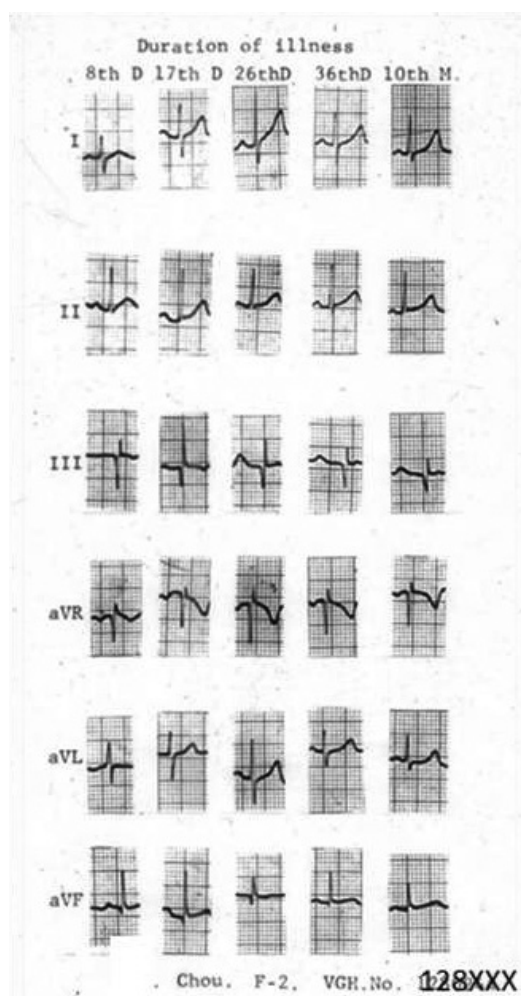 Duration of illness
8th D 17th D 26thD 36thD 10th M.
I
II
III
aVR
aVL
aVF
Chou. F-2. VGH.No. 128XXX